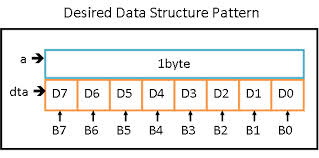 Desired Data Structure Pattern
a
1byte
dta D7 D6 D5 D4 D3 D2 D1 D0
B7 B6 B5 B4 B3 B2 B1 B0